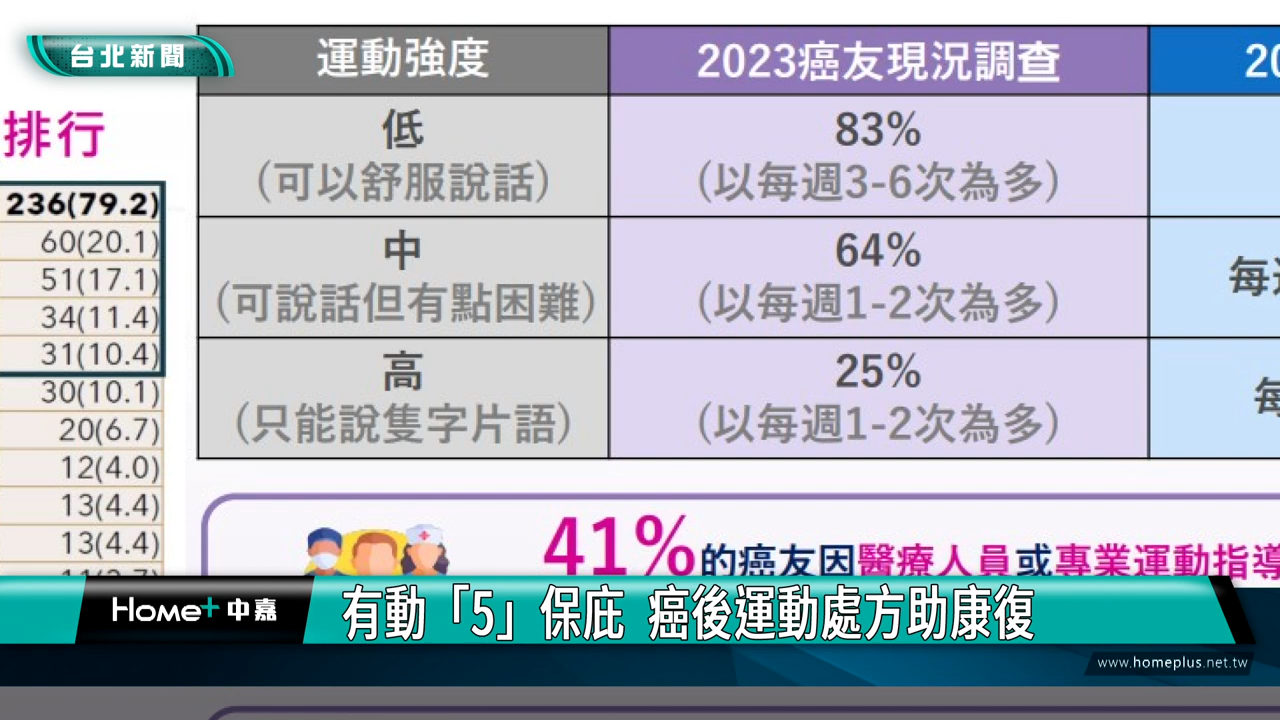 台北新聞
排行
236(79.2)
60(20.1)
51(17.1)
34(11.4)
31(10.4)
30(10.1)
20(6.7)
12(4.0)
13(4.4)
13(4.4)
運動強度 2023癌友現況調查 20
低 83%
(可以舒服說話) (以每週3-6次為多)
中 64%
(可說話但有點困難) (以每週1-2次為多) 每
高 25%
(只能說隻字片語) (以每週1-2次為多) 每
41%的癌友因醫療人員或專業運動指導
Home+中嘉 有動「5」保庇 癌後運動處方助康復
www.homeplus.net.tw